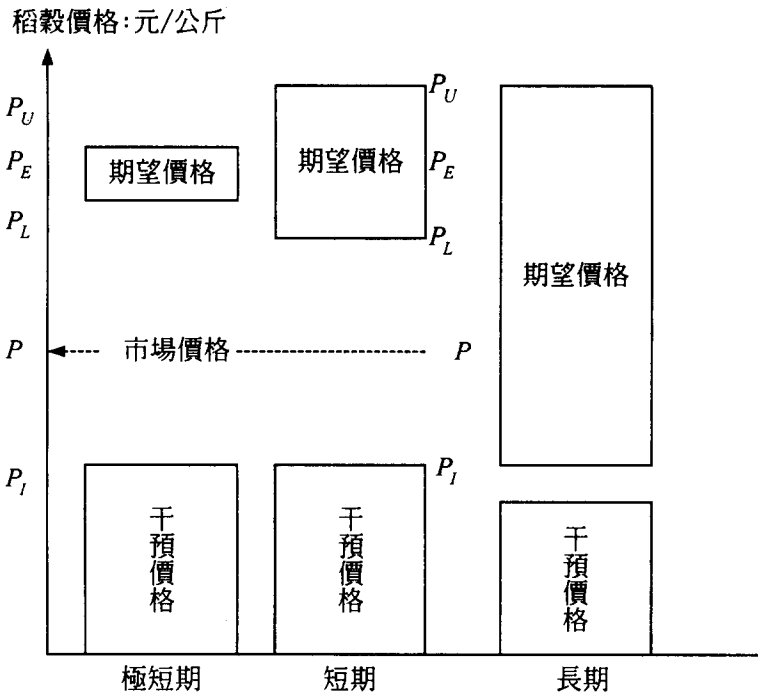 稻穀價格:元/公斤
P_U
P_U
期望價格
期望價格
P_E
P_E
P_L
P_L
期望價格
P
市場價格
P
P_I
P_I
干預價格
干預價格
干預價格
極短期
短期
長期